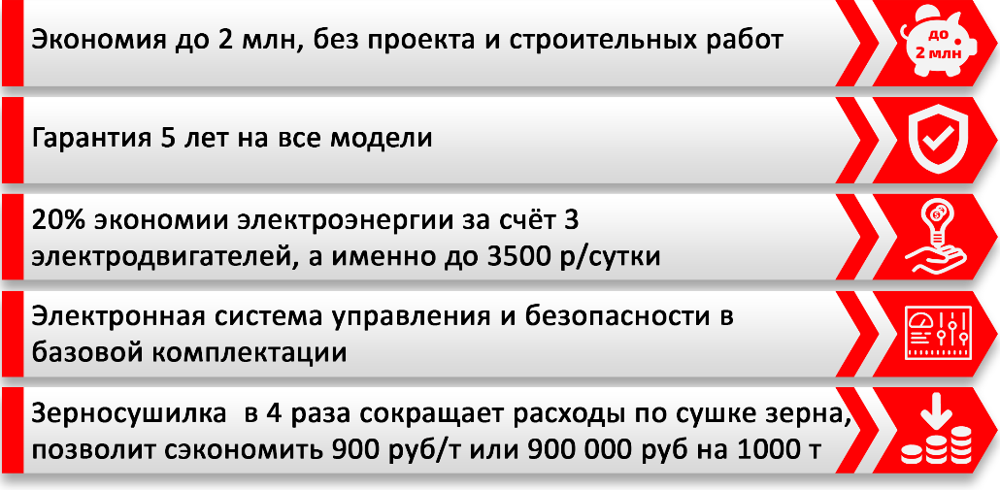 Экономия до 2 млн, без проекта и строительных работ
до
2 млн
Гарантия 5 лет на все модели
20% экономии электроэнергии за счёт 3
электродвигателей, а именно до 3500 р/сутки
Электронная система управления и безопасности в
базовой комплектации
Зерносушилка в 4 раза сокращает расходы по сушке зерна,
позволит сэкономить 900 руб/т или 900 000 руб на 1000 т